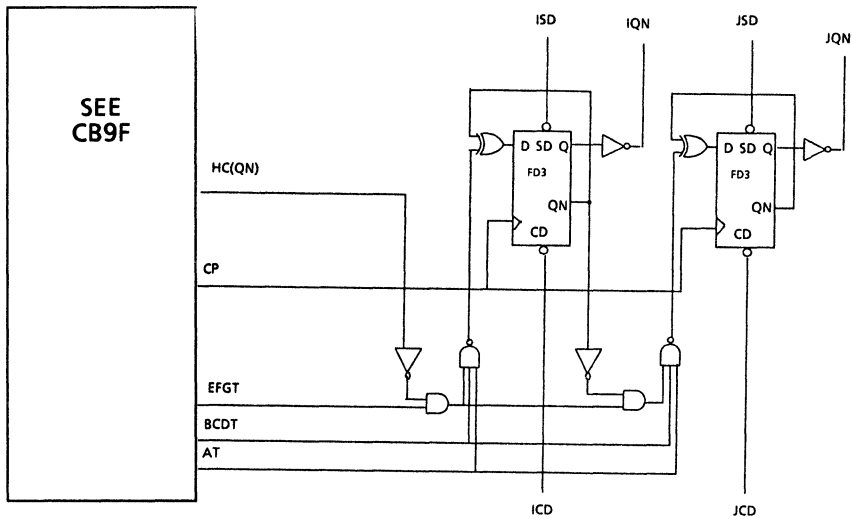 ISD
IQN
JSD
JQN
SEE
CB9F
D SD Q
FD3
QN
CD
D SD Q
FD3
QN
CD
HC(QN)
CP
EFGT
BCDT
AT
ICD
JCD